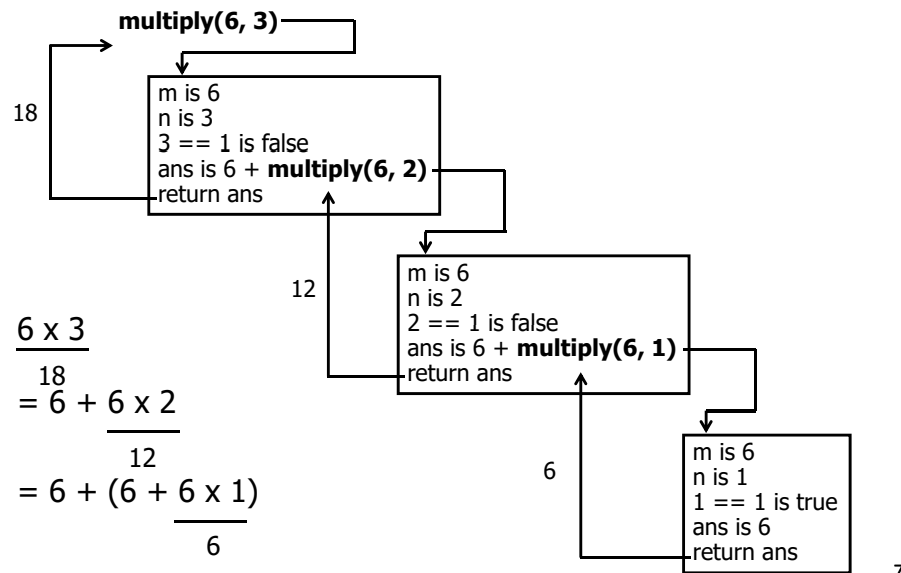 multiply(6, 3)
18
m is 6
n is 3
3 == 1 is false
ans is 6 + multiply(6, 2)
return ans
12
m is 6
n is 2
2 == 1 is false
ans is 6 + multiply(6, 1)
return ans
6
m is 6
n is 1
1 == 1 is true
ans is 6
return ans
6 x 3
18
= 6 + 6 x 2
12
= 6 + (6 + 6 x 1)
6
7